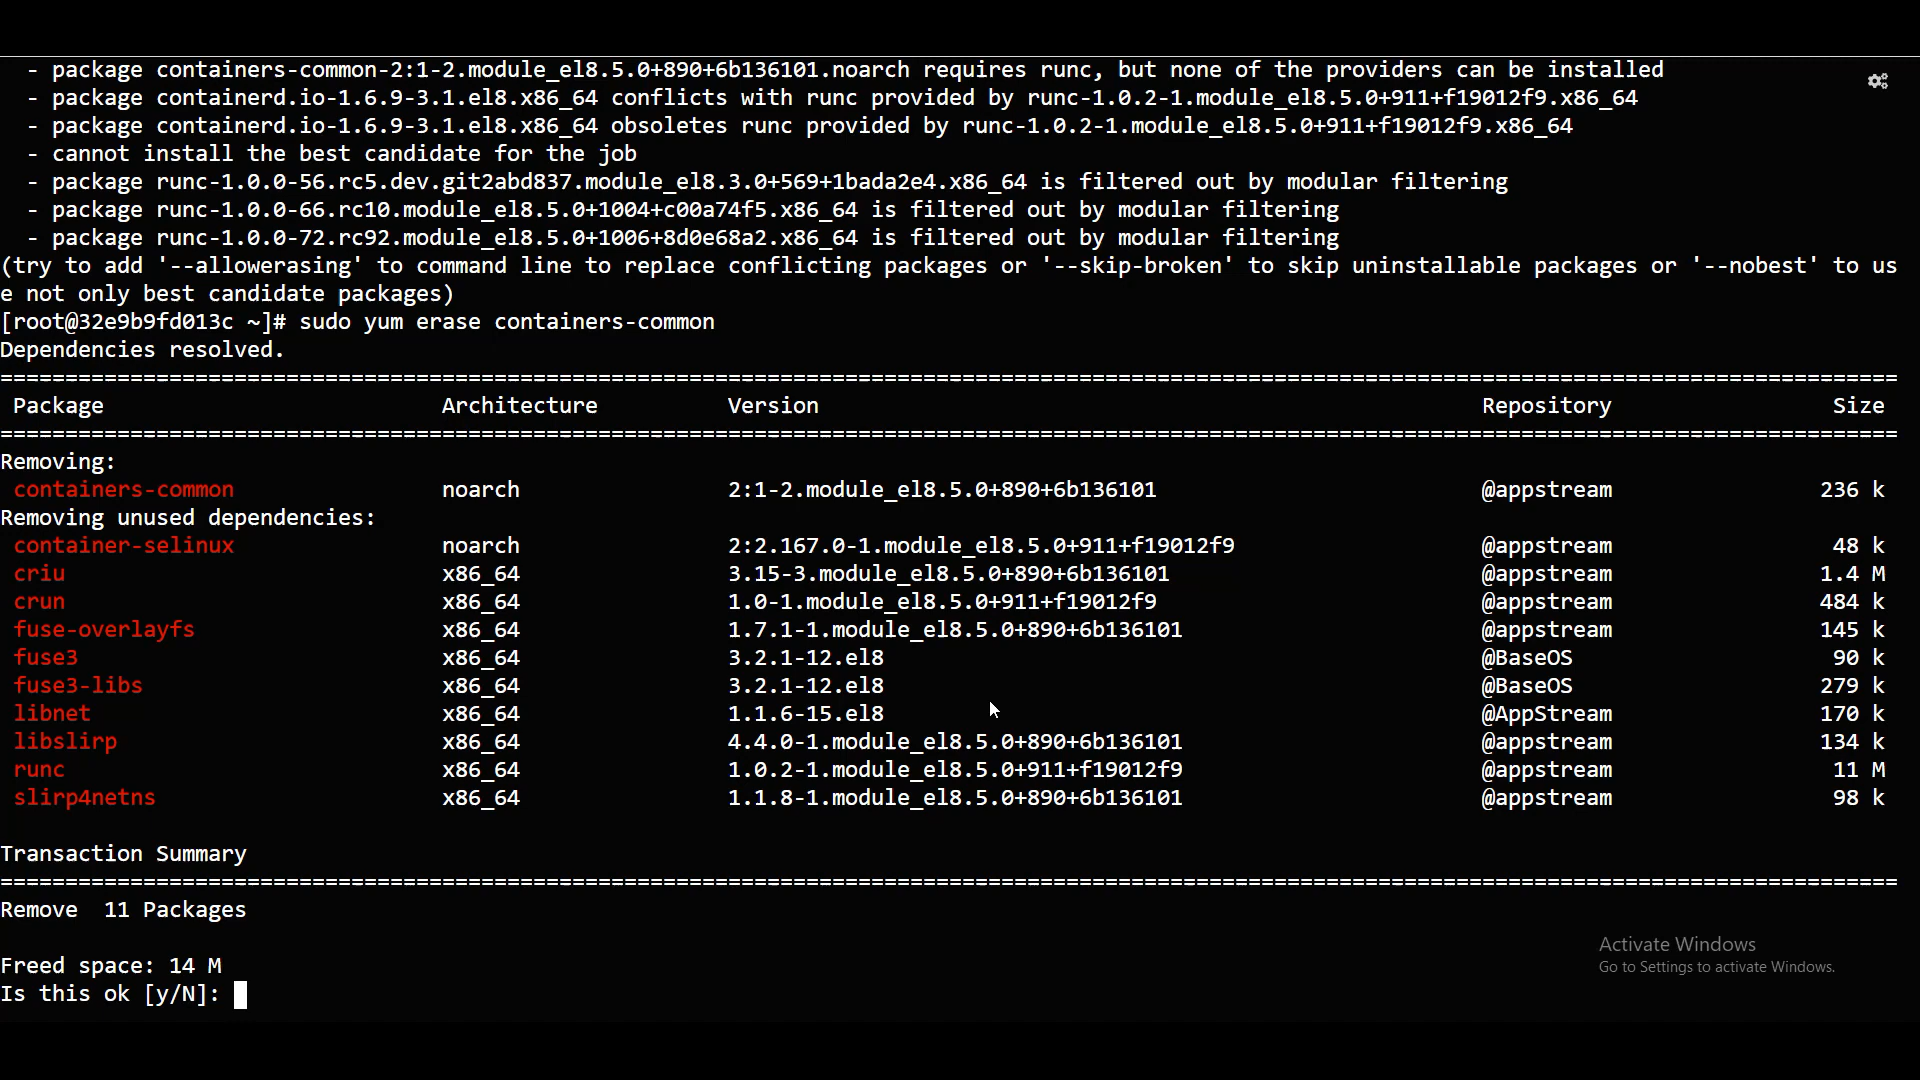 - package containers-common-2:1-2.module_el8.5.0+890+6b136101.noarch requires runc, but none of the providers can be installed
- package containerd.io-1.6.9-3.1.el8.x86_64 conflicts with runc provided by runc-1.0.2-1.module_el8.5.0+911+f19012f9.x86_64
- package containerd.io-1.6.9-3.1.el8.x86_64 obsoletes runc provided by runc-1.0.2-1.module_el8.5.0+911+f19012f9.x86_64
- cannot install the best candidate for the job
- package runc-1.0.0-56.rc5.dev.git2abd837.module_el8.3.0+569+1bada2e4.x86_64 is filtered out by modular filtering
- package runc-1.0.0-66.rc10.module_el8.5.0+1004+c00a74f5.x86_64 is filtered out by modular filtering
- package runc-1.0.0-72.rc92.module_el8.5.0+1006+8d0e68a2.x86_64 is filtered out by modular filtering
(try to add '--allowerasing' to command line to replace conflicting packages or '--skip-broken' to skip uninstallable packages or '--nobest' to us
e not only best candidate packages)
[root@32e9b9fd013c ~]# sudo yum erase containers-common
Dependencies resolved.
================================================================================
Package Architecture Version Repository Size
================================================================================
Removing:
containers-common noarch 2:1-2.module_el8.5.0+890+6b136101 @appstream 236 k
Removing unused dependencies:
container-selinux noarch 2:2.167.0-1.module_el8.5.0+911+f19012f9 @appstream 48 k
criu x86_64 3.15-3.module_el8.5.0+890+6b136101 @appstream 1.4 M
crun x86_64 1.0-1.module_el8.5.0+911+f19012f9 @appstream 484 k
fuse-overlayfs x86_64 1.7.1-1.module_el8.5.0+890+6b136101 @appstream 145 k
fuse3 x86_64 3.2.1-12.el8 @BaseOS 90 k
fuse3-libs x86_64 3.2.1-12.el8 @BaseOS 279 k
libnet x86_64 1.1.6-15.el8 @AppStream 170 k
libslirp x86_64 4.4.0-1.module_el8.5.0+890+6b136101 @appstream 134 k
runc x86_64 1.0.2-1.module_el8.5.0+911+f19012f9 @appstream 11 M
slirp4netns x86_64 1.1.8-1.module_el8.5.0+890+6b136101 @appstream 98 k
Transaction Summary
================================================================================
Remove 11 Packages
Freed space: 14 M
Is this ok [y/N]:
Activate Windows
Go to Settings to activate Windows.